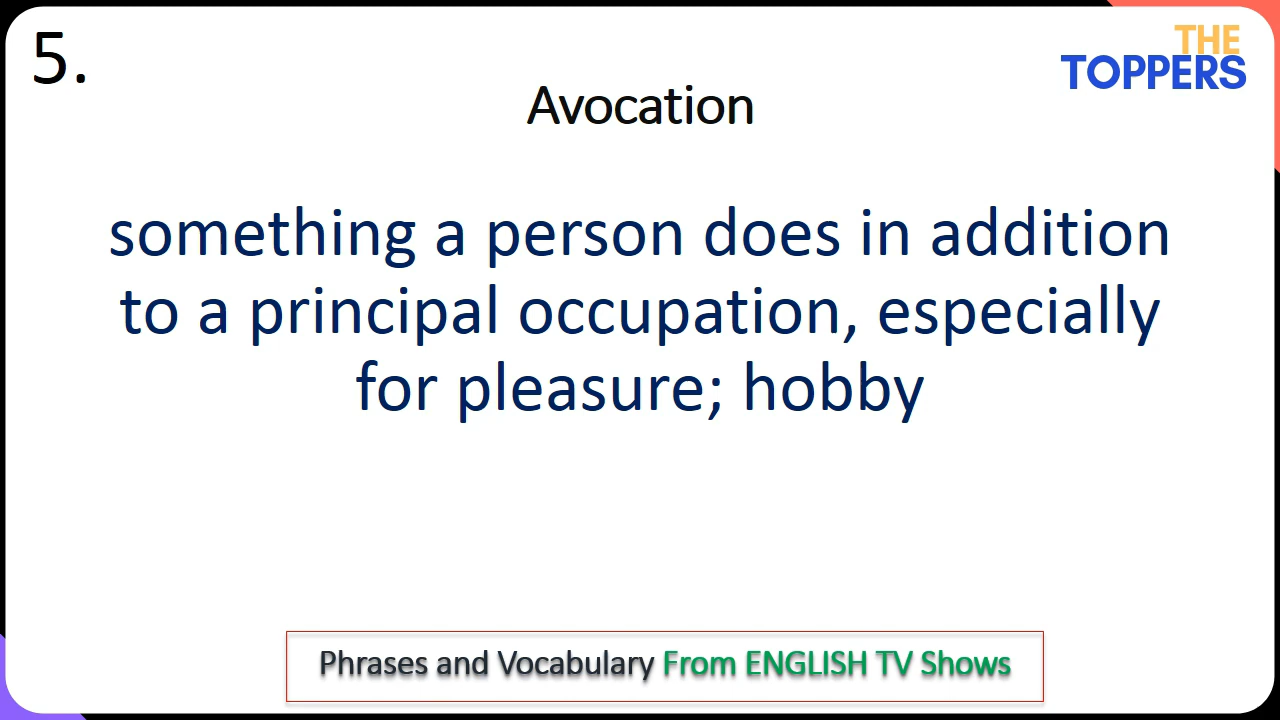 5.
THE
TOPPERS
Avocation
something a person does in addition
to a principal occupation, especially
for pleasure; hobby
Phrases and Vocabulary From ENGLISH TV Shows